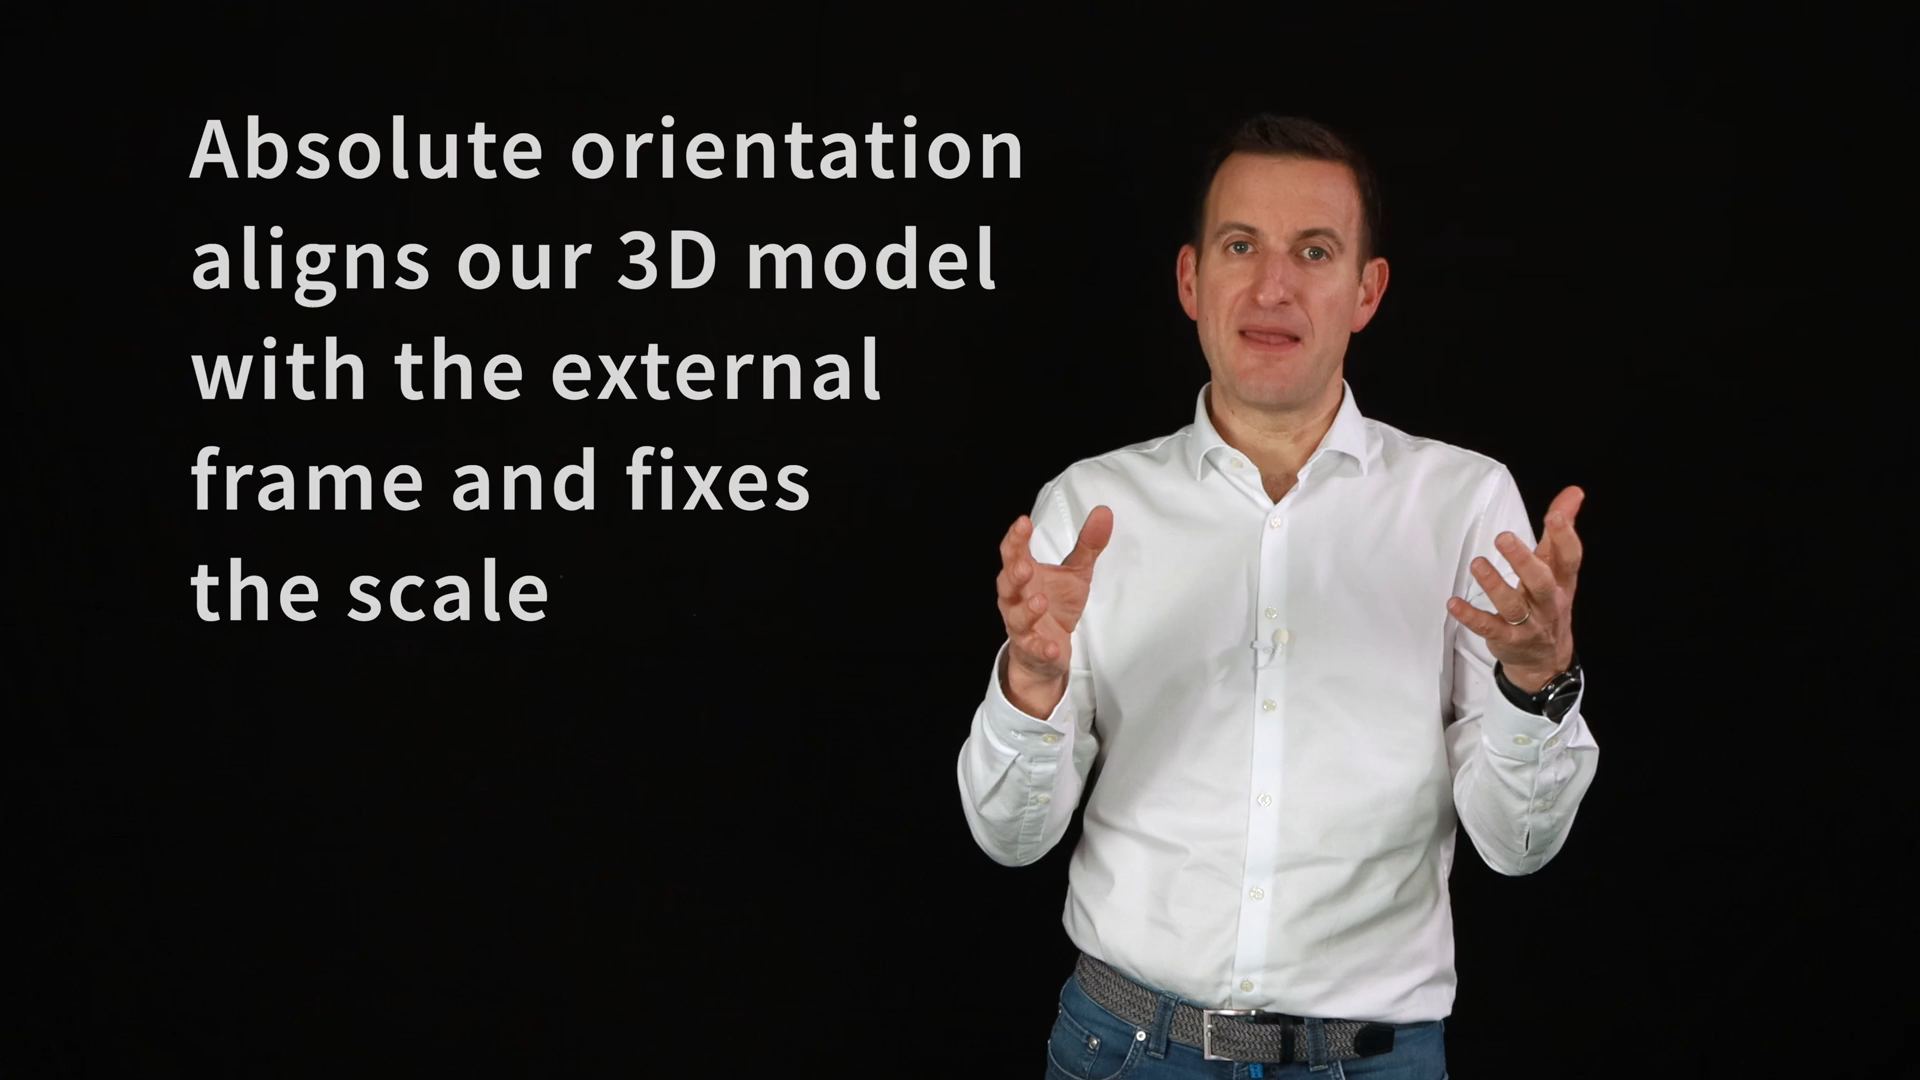 Absolute orientation
aligns our 3D model
with the external
frame and fixes
the scale